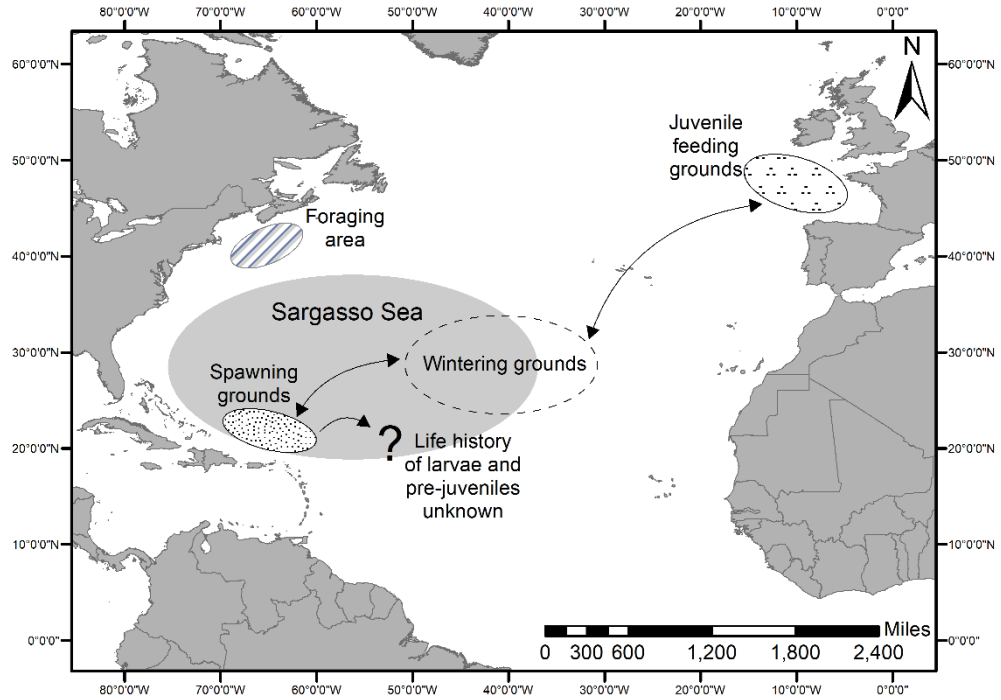 80°0'0"W 70°0'0"W 60°0'0"W 50°0'0"W 40°0'0"W 30°0'0"W 20°0'0"W 10°0'0"W 0°0'0"
N
60°0'0"N 60°0'0"N
Juvenile
feeding
grounds
50°0'0"N 50°0'0"N
Foraging
area
40°0'0"N 40°0'0"N
Sargasso Sea
30°0'0"N 30°0'0"N
Wintering grounds
Spawning
grounds
20°0'0"N 20°0'0"N
? Life history
of larvae and
pre-juveniles
unknown
10°0'0"N 10°0'0"N
Miles
0°0'0" 0°0'0"
0 300 600 1,200 1,800 2,400
80°0'0"W 70°0'0"W 60°0'0"W 50°0'0"W 40°0'0"W 30°0'0"W 20°0'0"W 10°0'0"W 0°0'0"